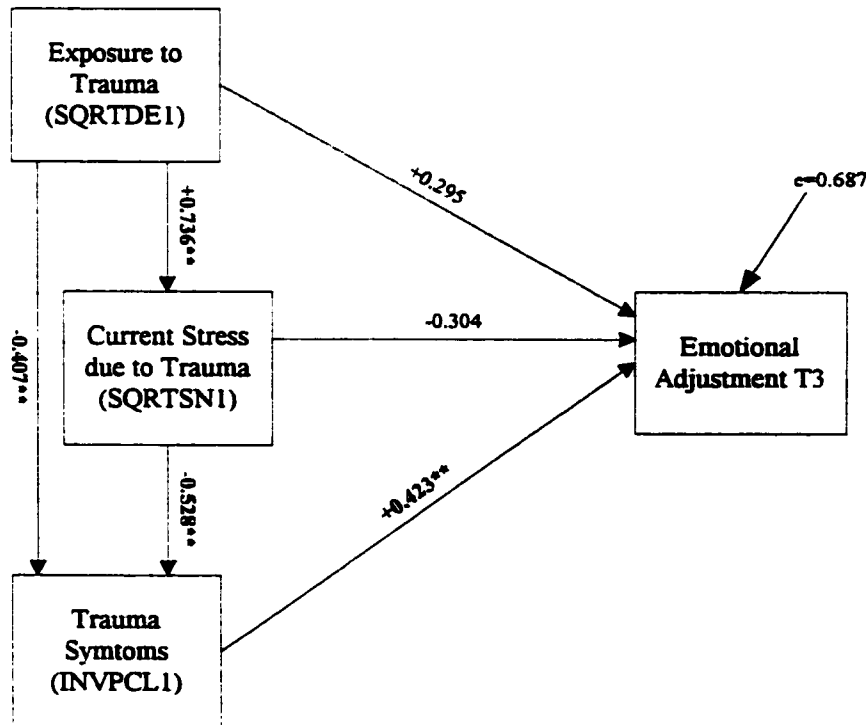 Exposure to
Trauma
(SQRTDE1)
+0.295
e=0.687
+0.736**
-0.407**
Current Stress
due to Trauma
(SQRTSN1)
-0.304
Emotional
Adjustment T3
-0.528**
+0.423**
Trauma
Symtoms
(INVPCL1)